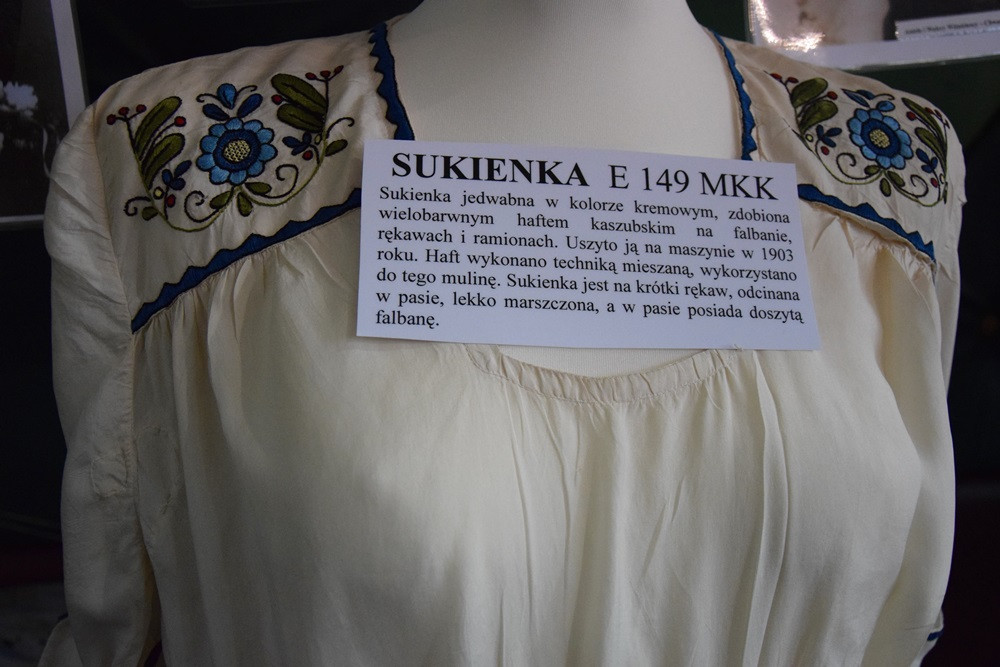 SUKIENKA E 149 MKK
Sukienka jedwabna w kolorze kremowym, zdobiona
wielobarwnym haftem kaszubskim na falbanie,
rękawach i ramionach. Uszyto ją na maszynie w 1903
roku. Haft wykonano techniką mieszaną, wykorzystano
do tego mulinę. Sukienka jest na krótki rękaw, odcinana
w pasie, lekko marszczona, a w pasie posiada doszytą
falbanę.